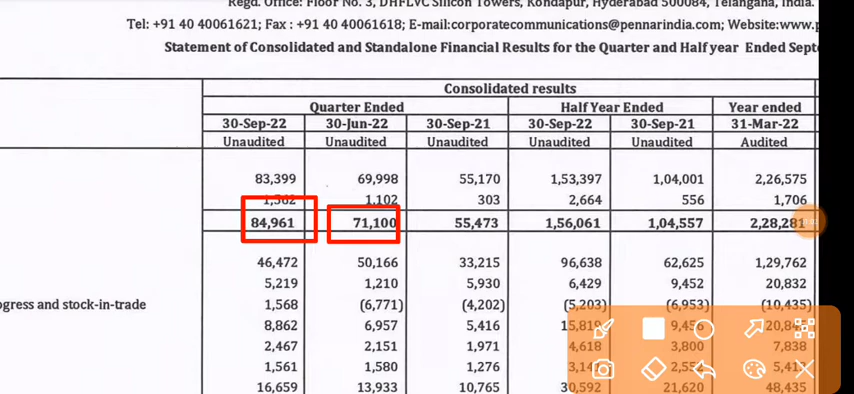 Regd. Office: Floor No. 3, DHFLVC Silicon Towers, Kondapur, Hyderabad 500084, Telangana, India.
Tel: +91 40 40061621; Fax : +91 40 40061618; E-mail:corporatecommunications@pennarindia.com; Website:www.p
Statement of Consolidated and Standalone Financial Results for the Quarter and Half year Ended Sept
Consolidated results
Quarter Ended Half Year Ended Year ended
30-Sep-22 30-Jun-22 30-Sep-21 30-Sep-22 30-Sep-21 31-Mar-22
Unaudited Unaudited Unaudited Unaudited Unaudited Audited
83,399 69,998 55,170 1,53,397 1,04,001 2,26,575
1,562 1,102 303 2,664 556 1,706
84,961 71,100 55,473 1,56,061 1,04,557 2,28,281
46,472 50,166 33,215 96,638 62,625 1,29,762
5,219 1,210 5,930 6,429 9,452 20,832
ogress and stock-in-trade 1,568 (6,771) (4,202) (5,203) (6,953) (10,435)
8,862 6,957 5,416 15,819 9,456
2,467 2,151 1,971 4,618 3,800 7,838
1,561 1,580 1,276 2,552
16,659 13,933 10,765 30,592 21,620 48,435